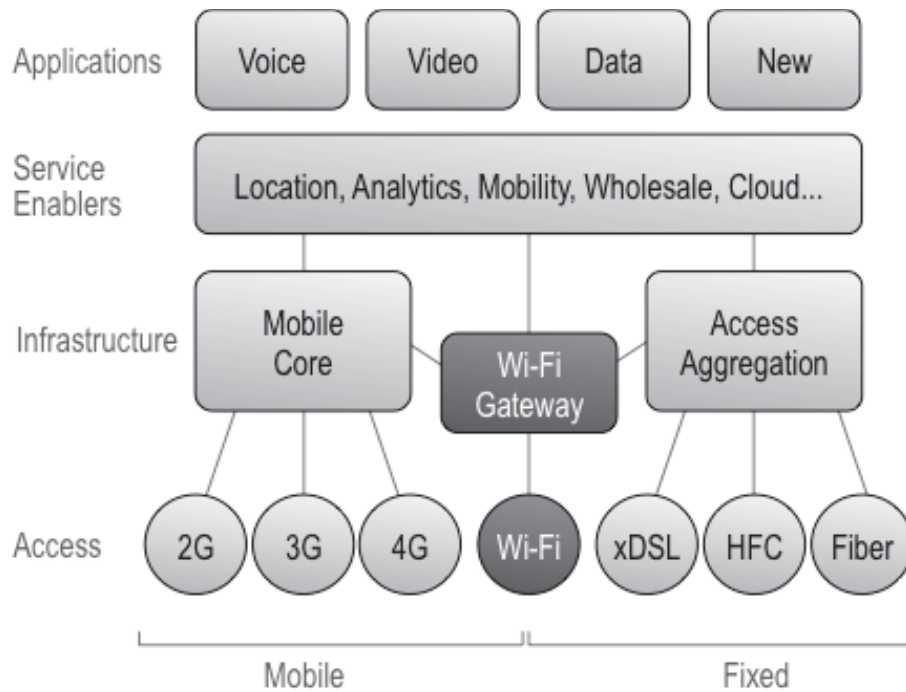 Applications
Voice
Video
Data
New
Service
Enablers
Location, Analytics, Mobility, Wholesale, Cloud...
Infrastructure
Mobile
Core
Wi-Fi
Gateway
Access
Aggregation
Access
2G
3G
4G
Wi-Fi
xDSL
HFC
Fiber
Mobile
Fixed